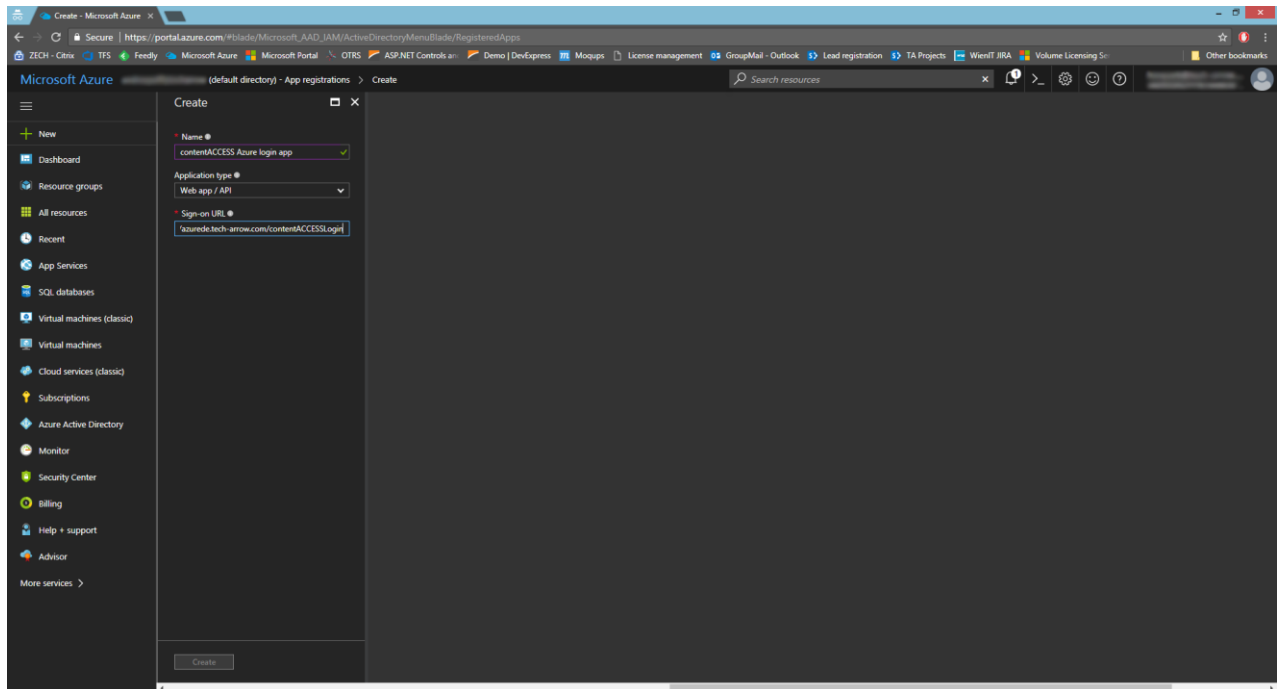 Create - Microsoft Azure ×
Secure | https://portal.azure.com/#blade/Microsoft_AAD_IAM/ActiveDirectoryMenuBlade/RegisteredApps
ZECH - Citrix TFS Feedly Microsoft Azure Microsoft Portal OTRS ASP.NET Controls an Demo | DevExpress Moqups License management GroupMail - Outlook Lead registration TA Projects WienIT JIRA Volume Licensing Se Other bookmarks
Microsoft Azure (default directory) - App registrations > Create Search resources × 1 >_ ?
Create
New
* Name
Dashboard
contentACCESS Azure login app
Application type
Resource groups
Web app / API
All resources
* Sign-on URL
/azurede.tech-arrow.com/contentACCESSLogin
Recent
App Services
SQL databases
Virtual machines (classic)
Virtual machines
Cloud services (classic)
Subscriptions
Azure Active Directory
Monitor
Security Center
Billing
Help + support
Advisor
More services >
Create